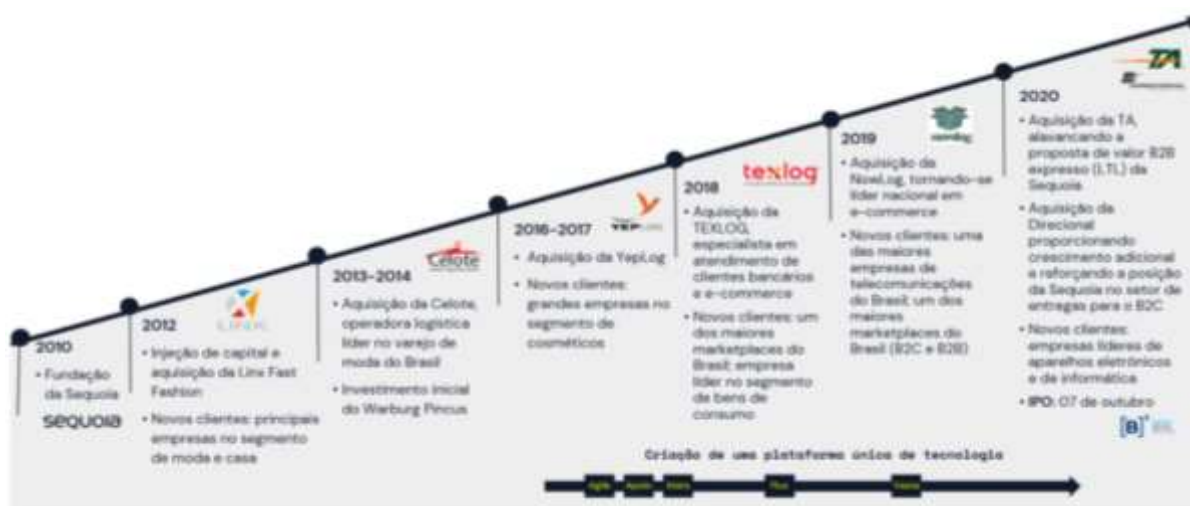 2010
• Fundação
da Sequoia
sequoia
2012
• Injeção de capital e
aquisição da Linx Fast
Fashion
• Novos clientes: principais
empresas no segmento
de moda e casa
2013-2014
Celote
• Aquisição da Celote,
operadora logística
líder no varejo de
moda do Brasil
• Investimento inicial
do Warburg Pincus
2016-2017
YEP
• Aquisição da YepLog
• Novos clientes:
grandes empresas no
segmento de
cosméticos
2018
texlog
• Aquisição da
TEXLOG,
especialista em
atendimento de
clientes bancários
e e-commerce
• Novos clientes: um
dos maiores
marketplaces do
Brasil; empresa
líder no segmento
de bens de
consumo
2019
• Aquisição da
NowLog, tornando-se
líder nacional em
e-commerce
• Novos clientes: uma
das maiores
empresas de
telecomunicações
do Brasil; um dos
maiores
marketplaces do
Brasil (B2C e B2B)
2020
TA
• Aquisição da TA,
alavancando a
proposta de valor B2B
expresso (LTL) da
Sequoia
• Aquisição da
Direcional
proporcionando
crescimento adicional
e reforçando a posição
da Sequoia no setor de
entregas para o B2C
• Novos clientes:
empresas líderes de
aparelhos eletrônicos
e de informática
• IPO: 07 de outubro
[B]³
Criação de uma plataforma única de tecnologia